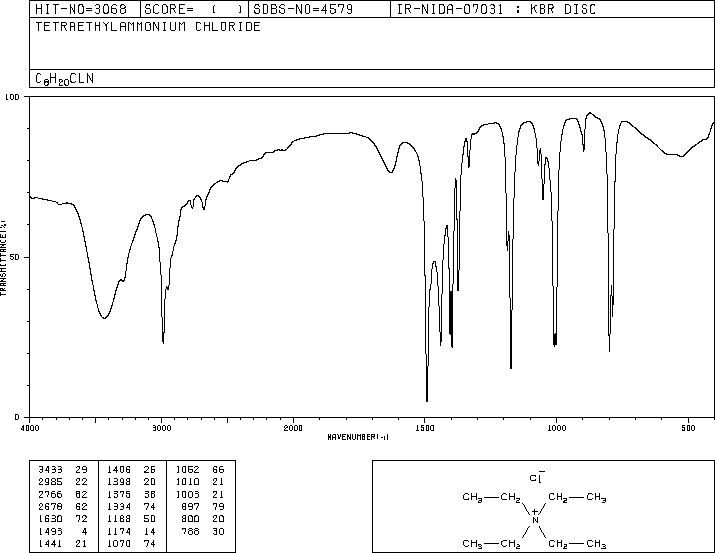 HIT-NO=3068 SCORE= ( ) SDBS-NO=4579 IR-NIDA-07031 : KBR DISC
TETRAETHYLAMMONIUM CHLORIDE
C8H20CLN
100
50
0
TRANSMITTANCE(%)
4000 3000 2000 1500 1000 500
WAVENUMBER(-1)
3433 29 1406 26 1052 66
2985 22 1398 20 1010 21
2766 62 1375 38 1003 21
2678 62 1334 74 897 79
1630 72 1188 50 800 20
1493 4 1174 14 788 30
1441 21 1070 74
Cl−
CH3 CH2 CH2 CH3
+
N
CH3 CH2 CH2 CH3